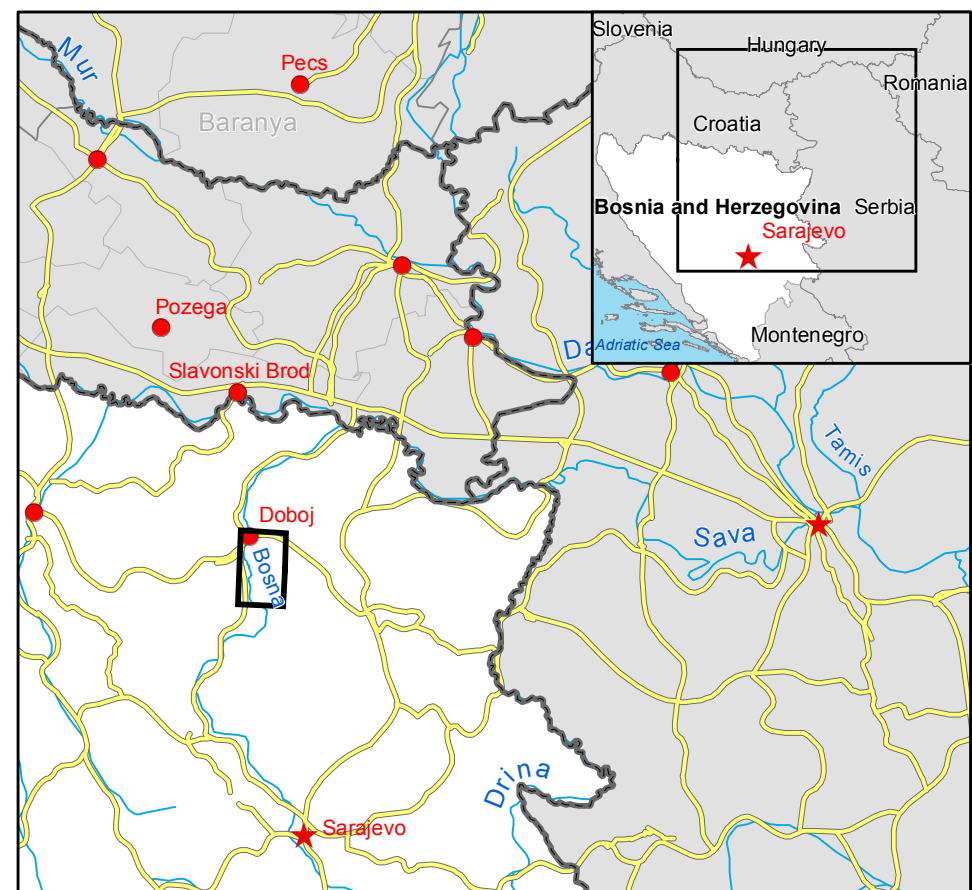 Mur
Pecs
Baranya
Pozega
Slavonski Brod
Doboj
Bosna
Sarajevo
Drina
Sava
Tamis
Slovenia
Hungary
Romania
Croatia
Bosnia and Herzegovina
Serbia
Sarajevo
Montenegro
Adriatic Sea
Da